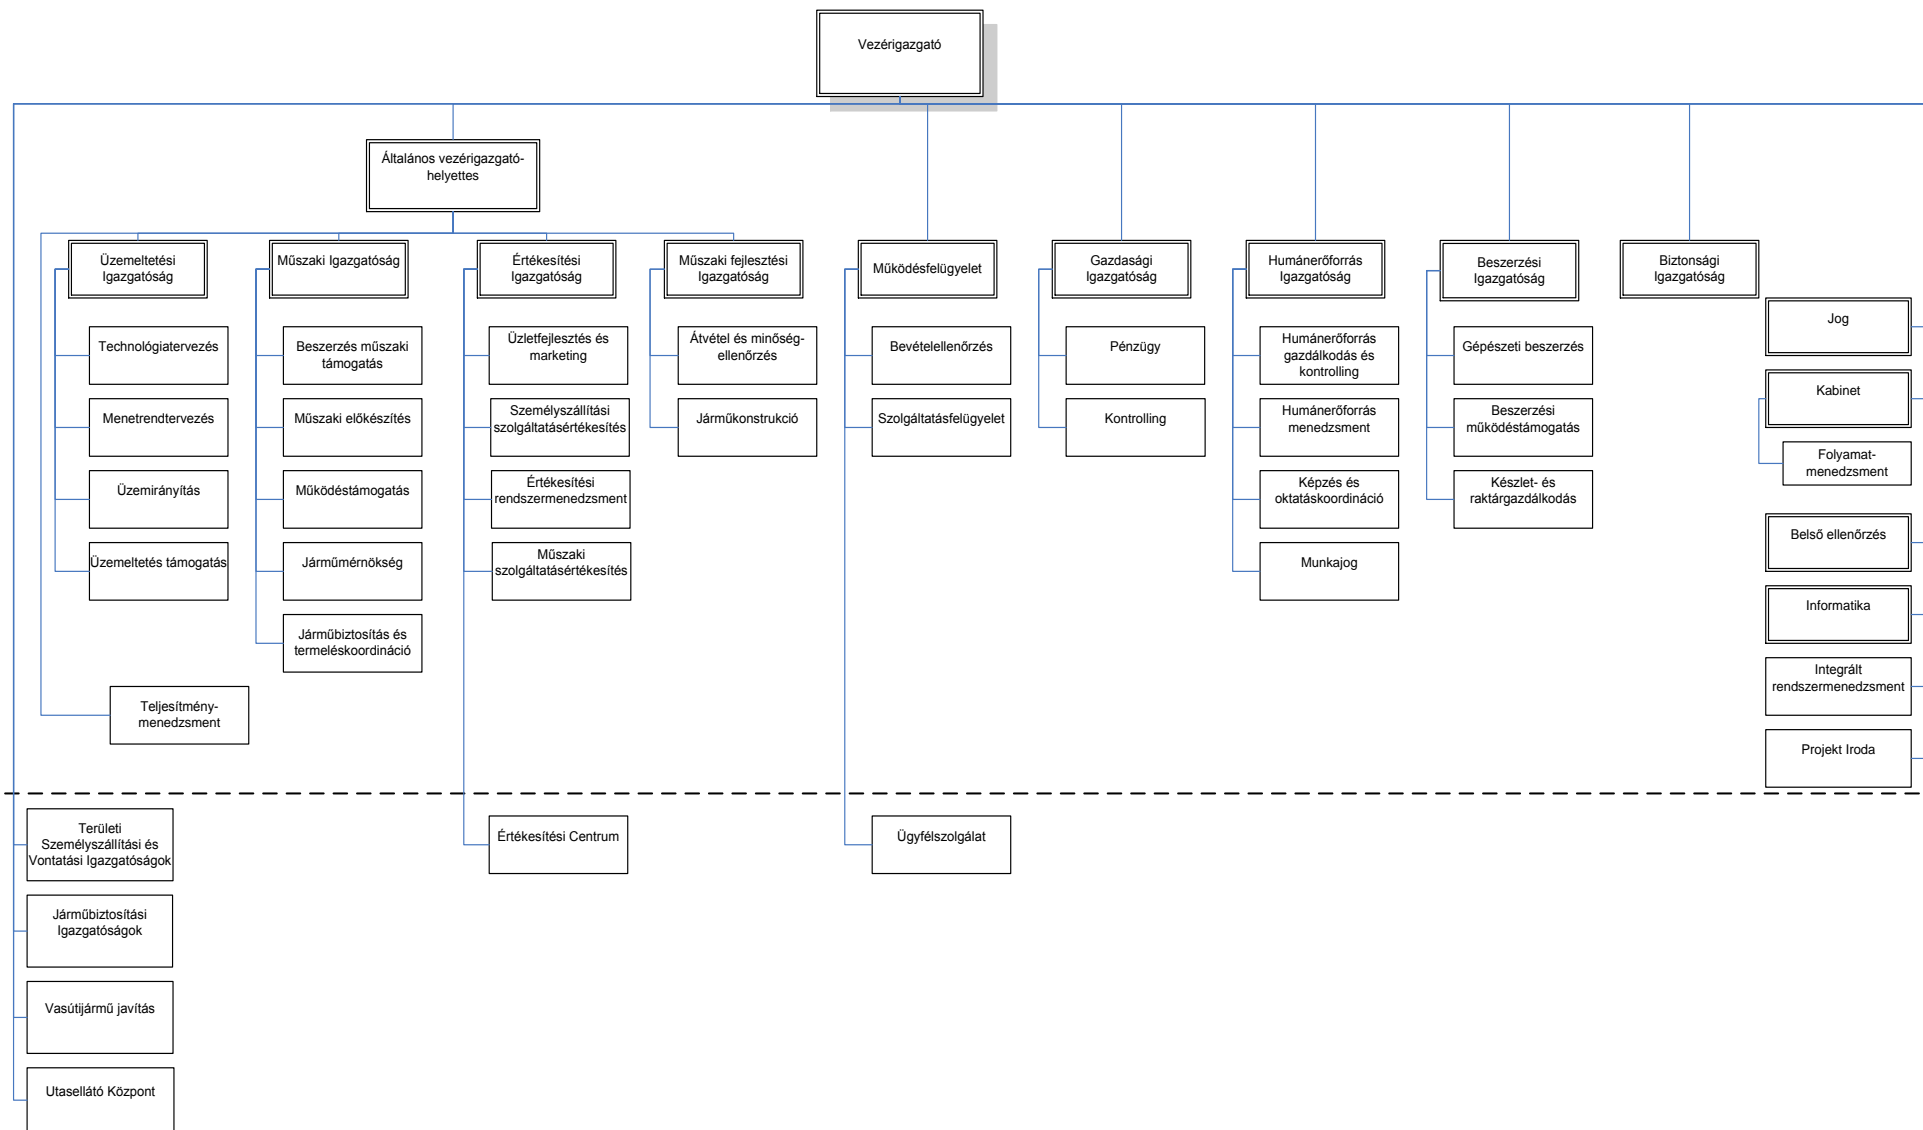 Vezérigazgató
Általános vezérigazgató-
helyettes
Üzemeltetési
Igazgatóság
Műszaki Igazgatóság
Értékesítési
Igazgatóság
Műszaki fejlesztési
Igazgatóság
Működésfelügyelet
Gazdasági
Igazgatóság
Humánerőforrás
Igazgatóság
Beszerzési
Igazgatóság
Biztonsági
Igazgatóság
Technológiatervezés
Menetrendtervezés
Üzemirányítás
Üzemeltetés támogatás
Teljesítmény-
menedzsment
Beszerzés műszaki
támogatás
Műszaki előkészítés
Működéstámogatás
Járműmérnökség
Járműbiztosítás és
termeléskoordináció
Üzletfejlesztés és
marketing
Személyszállítási
szolgáltatásértékesítés
Értékesítési
rendszermenedzsment
Műszaki
szolgáltatásértékesítés
Átvétel és minőség-
ellenőrzés
Járműkonstrukció
Bevételellenőrzés
Szolgáltatásfelügyelet
Pénzügy
Kontrolling
Humánerőforrás
gazdálkodás és
kontrolling
Humánerőforrás
menedzsment
Képzés és
oktatáskoordináció
Munkajog
Gépészeti beszerzés
Beszerzési
működéstámogatás
Készlet- és
raktárgazdálkodás
Jog
Kabinet
Folyamat-
menedzsment
Belső ellenőrzés
Informatika
Integrált
rendszermenedzsment
Projekt Iroda
Területi
Személyszállítási és
Vontatási Igazgatóságok
Járműbiztosítási
Igazgatóságok
Vasútijármű javítás
Utasellátó Központ
Értékesítési Centrum
Ügyfélszolgálat